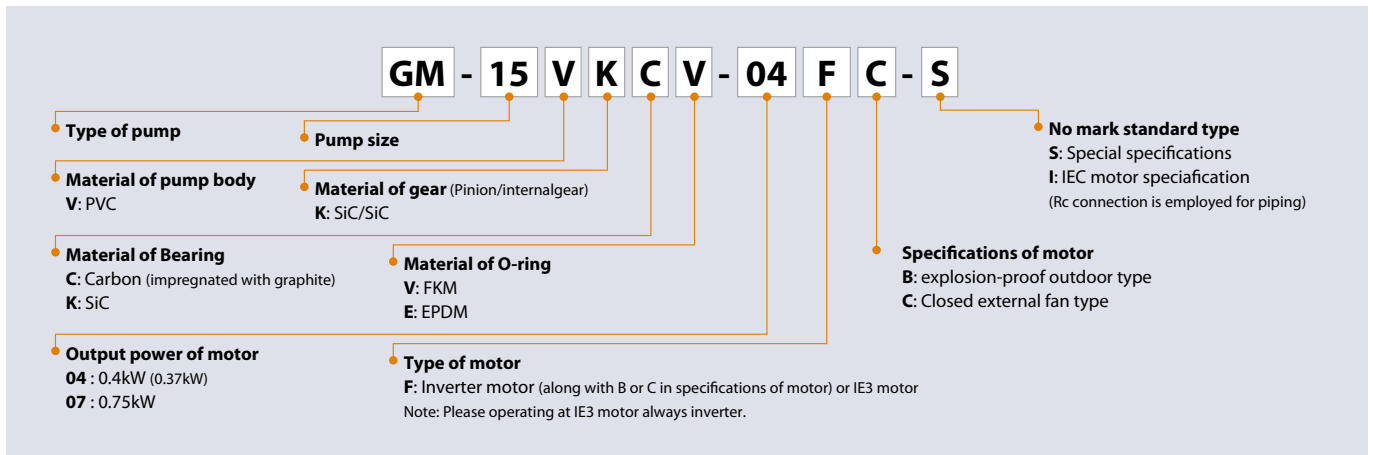 GM - 15 V K C V - 04 F C - S
Type of pump
Pump size
No mark standard type
S: Special specifications
I: IEC motor speciafication
(Rc connection is employed for piping)
Material of pump body
V: PVC
Material of gear (Pinion/internalgear)
K: SiC/SiC
Material of Bearing
C: Carbon (impregnated with graphite)
K: SiC
Material of O-ring
V: FKM
E: EPDM
Specifications of motor
B: explosion-proof outdoor type
C: Closed external fan type
Output power of motor
04 : 0.4kW (0.37kW)
07 : 0.75kW
Type of motor
F: Inverter motor (along with B or C in specifications of motor) or IE3 motor
Note: Please operating at IE3 motor always inverter.